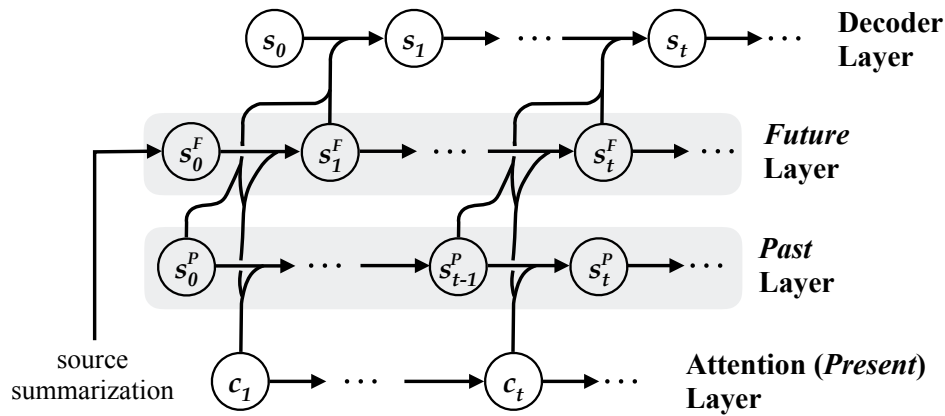 s0 s1 ··· st ··· Decoder
Layer
s0F s1F ··· stF ··· Future
Layer
s0P ··· st-1P stP ··· Past
Layer
source
summarization
c1 ··· ct ··· Attention (Present)
Layer